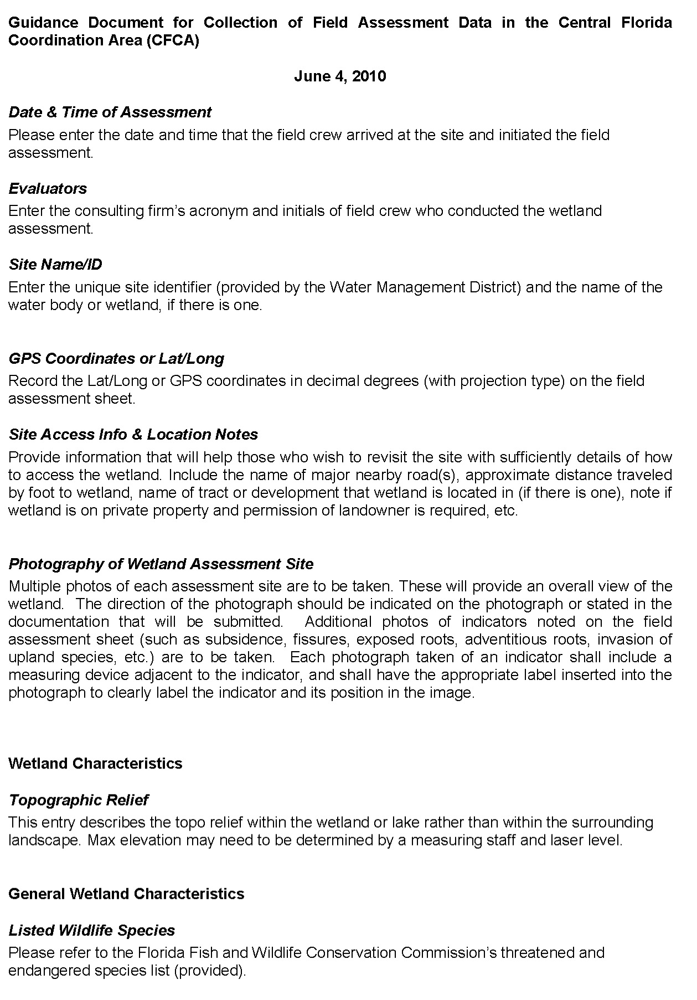 Guidance Document for Collection of Field Assessment Data in the Central Florida
Coordination Area (CFCA)
June 4, 2010
Date & Time of Assessment
Please enter the date and time that the field crew arrived at the site and initiated the field
assessment.
Evaluators
Enter the consulting firm’s acronym and initials of field crew who conducted the wetland
assessment.
Site Name/ID
Enter the unique site identifier (provided by the Water Management District) and the name of the
water body or wetland, if there is one.
GPS Coordinates or Lat/Long
Record the Lat/Long or GPS coordinates in decimal degrees (with projection type) on the field
assessment sheet.
Site Access Info & Location Notes
Provide information that will help those who wish to revisit the site with sufficiently details of how
to access the wetland. Include the name of major nearby road(s), approximate distance traveled
by foot to wetland, name of tract or development that wetland is located in (if there is one), note if
wetland is on private property and permission of landowner is required, etc.
Photography of Wetland Assessment Site
Multiple photos of each assessment site are to be taken. These will provide an overall view of the
wetland. The direction of the photograph should be indicated on the photograph or stated in the
documentation that will be submitted. Additional photos of indicators noted on the field
assessment sheet (such as subsidence, fissures, exposed roots, adventitious roots, invasion of
upland species, etc.) are to be taken. Each photograph taken of an indicator shall include a
measuring device adjacent to the indicator, and shall have the appropriate label inserted into the
photograph to clearly label the indicator and its position in the image.
Wetland Characteristics
Topographic Relief
This entry describes the topo relief within the wetland or lake rather than within the surrounding
landscape. Max elevation may need to be determined by a measuring staff and laser level.
General Wetland Characteristics
Listed Wildlife Species
Please refer to the Florida Fish and Wildlife Conservation Commission’s threatened and
endangered species list (provided).